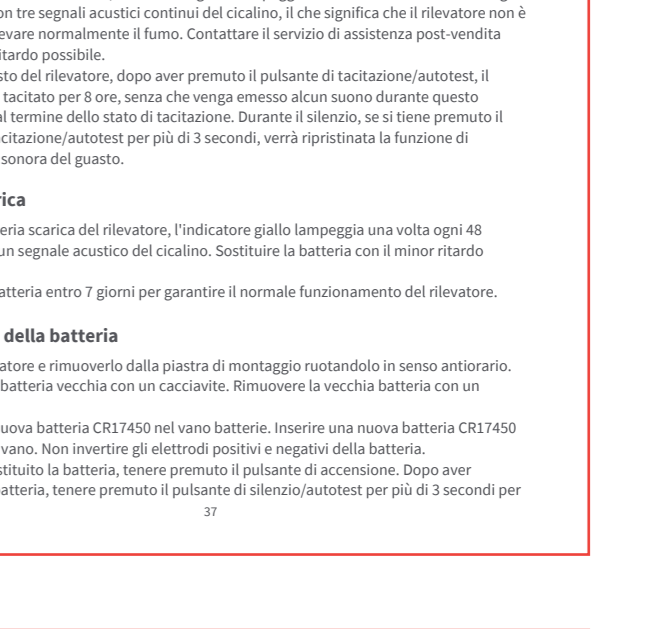 on tre segnali acustici continui del cicalino, il che significa che il rilevatore non è
evare normalmente il fumo. Contattare il servizio di assistenza post-vendita
itardo possibile.
sto del rilevatore, dopo aver premuto il pulsante di tacitazione/autotest, il
tacitato per 8 ore, senza che venga emesso alcun suono durante questo
al termine dello stato di tacitazione. Durante il silenzio, se si tiene premuto il
citazione/autotest per più di 3 secondi, verrà ripristinata la funzione di
sonora del guasto.
rica
eria scarica del rilevatore, l'indicatore giallo lampeggia una volta ogni 48
un segnale acustico del cicalino. Sostituire la batteria con il minor ritardo
atteria entro 7 giorni per garantire il normale funzionamento del rilevatore.
della batteria
atore e rimuoverlo dalla piastra di montaggio ruotandolo in senso antiorario.
batteria vecchia con un cacciavite. Rimuovere la vecchia batteria con un
uova batteria CR17450 nel vano batterie. Inserire una nuova batteria CR17450
vano. Non invertire gli elettrodi positivi e negativi della batteria.
stituito la batteria, tenere premuto il pulsante di accensione. Dopo aver
atteria, tenere premuto il pulsante di silenzio/autotest per più di 3 secondi per
37